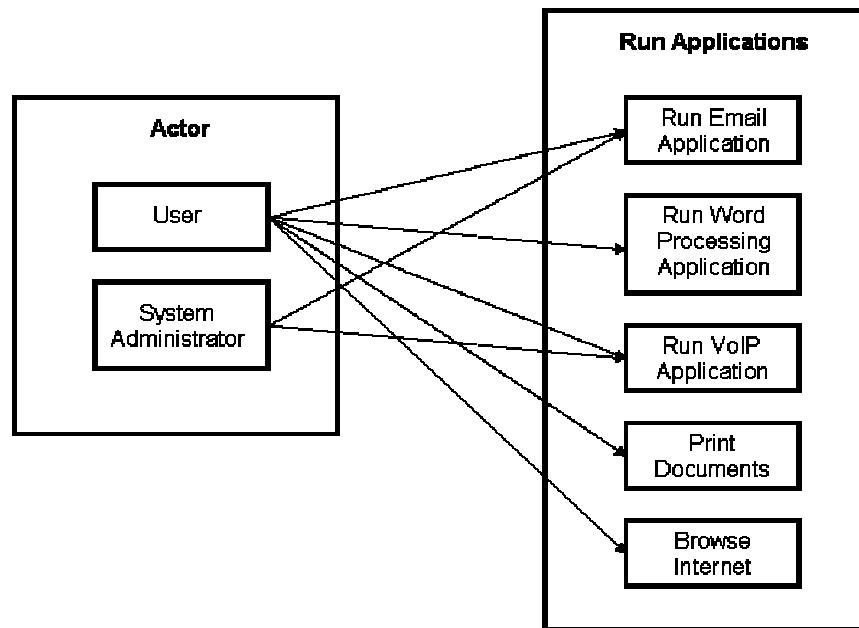 Actor
User
System
Administrator
Run Applications
Run Email
Application
Run Word
Processing
Application
Run VoIP
Application
Print
Documents
Browse
Internet